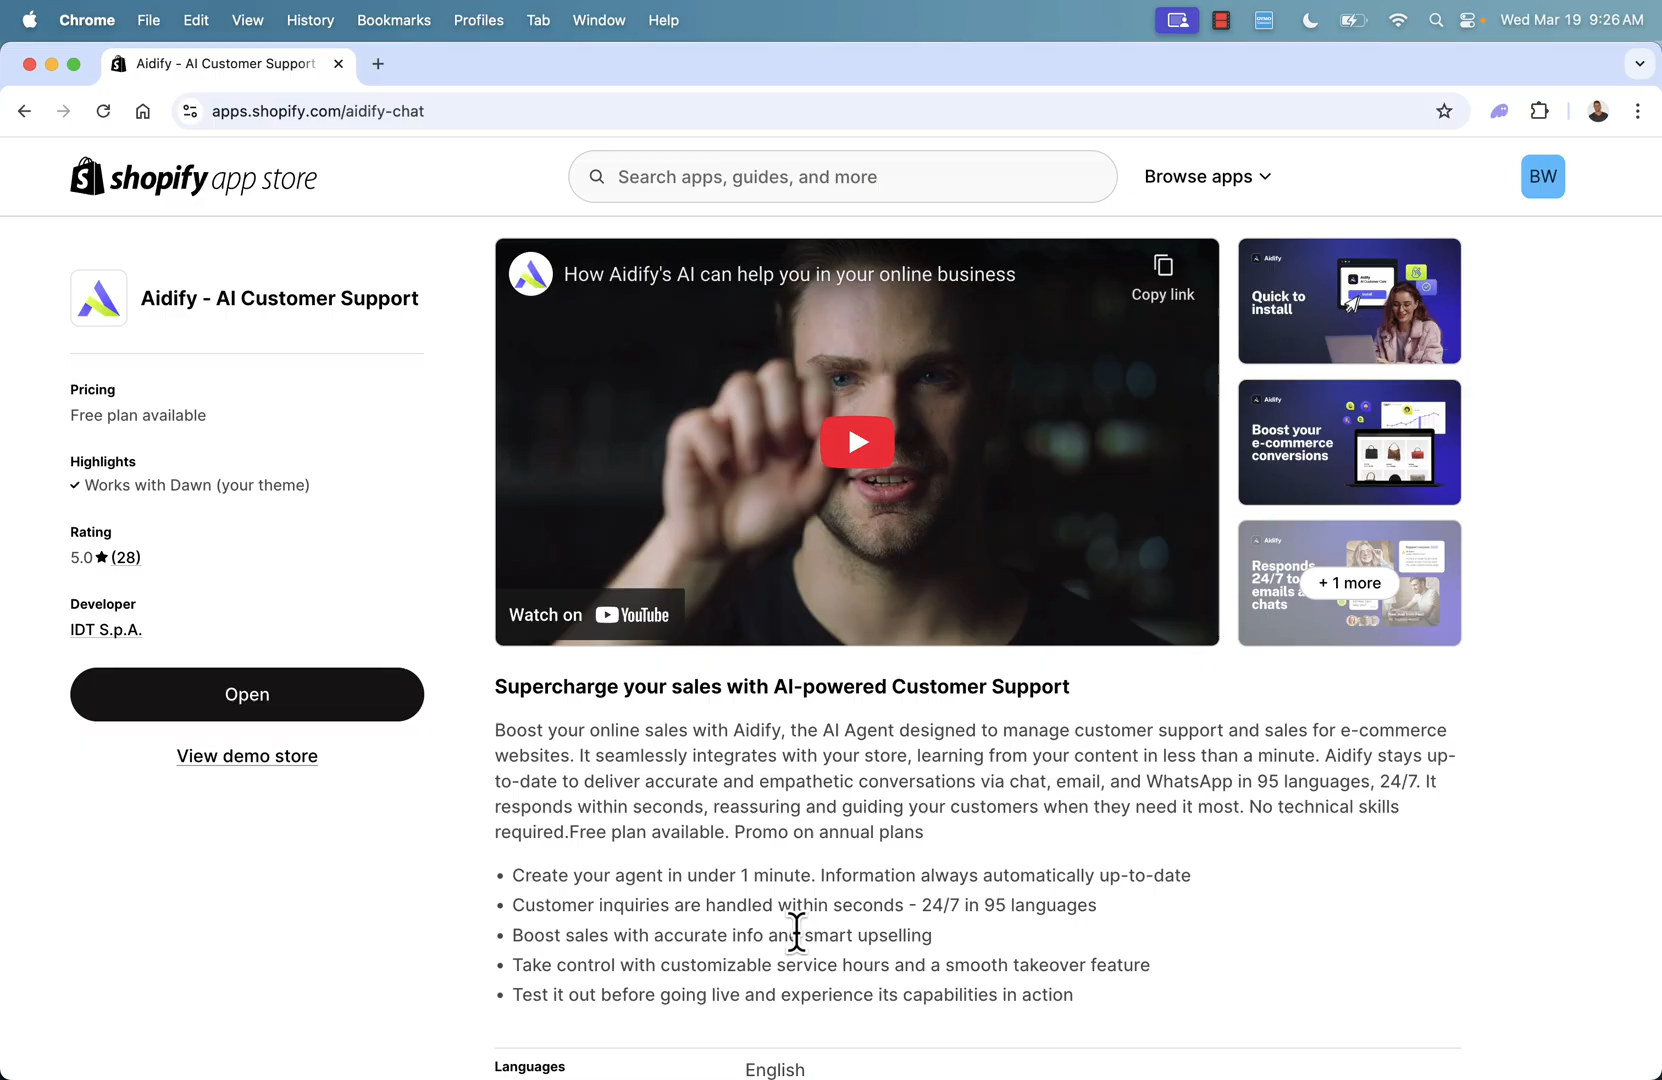 Chrome File Edit View History Bookmarks Profiles Tab Window Help
Wed Mar 19 9:26 AM
Aidify - AI Customer Support
apps.shopify.com/aidify-chat
shopify app store
Search apps, guides, and more
Browse apps
BW
Aidify - AI Customer Support
Pricing
Free plan available
Highlights
Works with Dawn (your theme)
Rating
5.0 ★ (28)
Developer
IDT S.p.A.
Open
View demo store
How Aidify's AI can help you in your online business
Copy link
Watch on YouTube
Aidify
Quick to
install
Aidify
Boost your
e-commerce
conversions
Aidify
Responds
24/7 to
emails
chats
+ 1 more
Supercharge your sales with AI-powered Customer Support
Boost your online sales with Aidify, the AI Agent designed to manage customer support and sales for e-commerce
websites. It seamlessly integrates with your store, learning from your content in less than a minute. Aidify stays up-
to-date to deliver accurate and empathetic conversations via chat, email, and WhatsApp in 95 languages, 24/7. It
responds within seconds, reassuring and guiding your customers when they need it most. No technical skills
required.Free plan available. Promo on annual plans
• Create your agent in under 1 minute. Information always automatically up-to-date
• Customer inquiries are handled within seconds - 24/7 in 95 languages
• Boost sales with accurate info and smart upselling
• Take control with customizable service hours and a smooth takeover feature
• Test it out before going live and experience its capabilities in action
Languages English